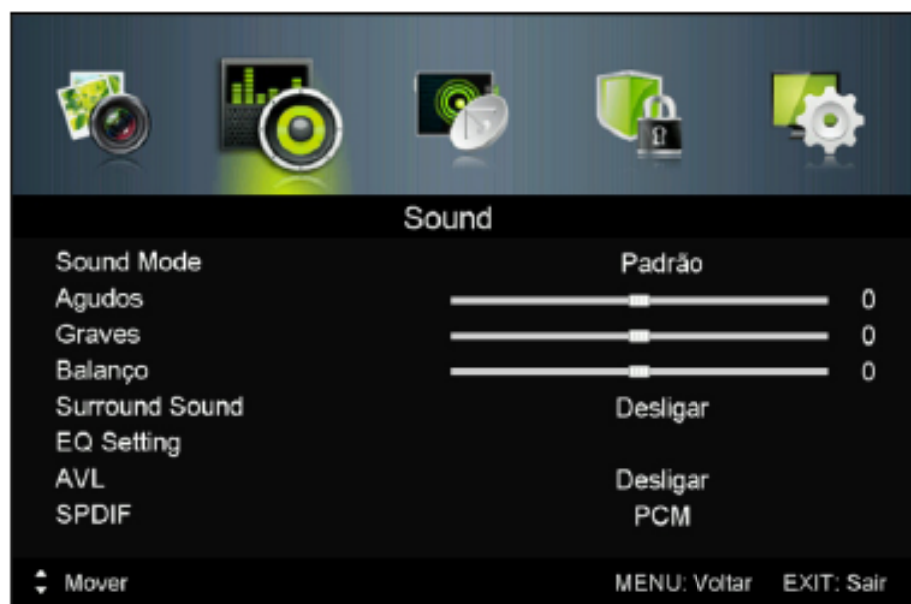 Sound
Sound Mode Padrão
Agudos 0
Graves 0
Balanço 0
Surround Sound Desligar
EQ Setting
AVL Desligar
SPDIF PCM
Mover MENU: Voltar EXIT: Sair